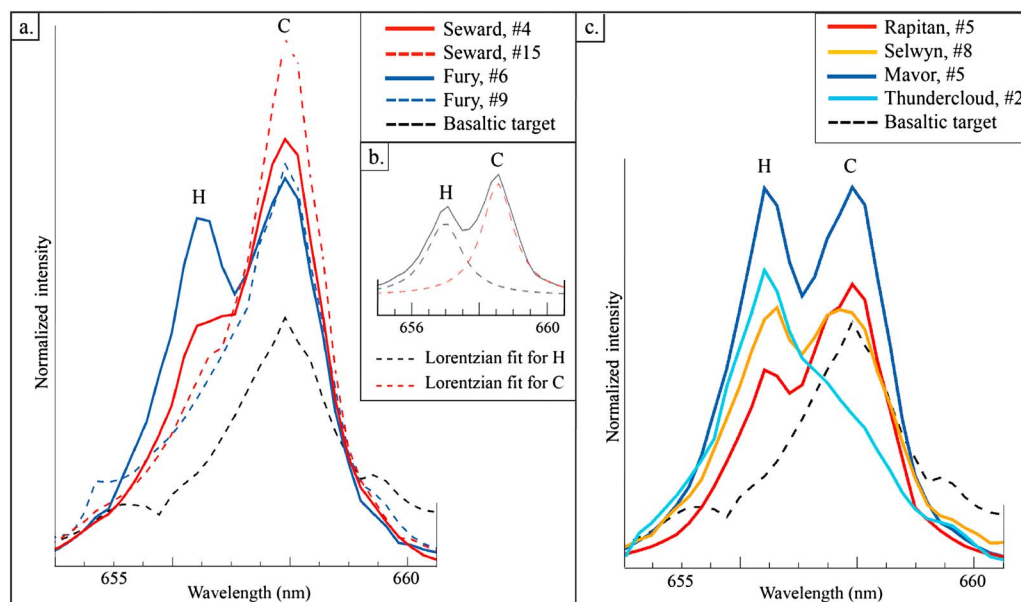 a.
C
H
Seward, #4
Seward, #15
Fury, #6
Fury, #9
Basaltic target
Normalized intensity
655
660
Wavelength (nm)
b.
H
C
656
660
Lorentzian fit for H
Lorentzian fit for C
c.
Rapitan, #5
Selwyn, #8
Mavor, #5
Thundercloud, #2
Basaltic target
H
C
Normalized intensity
655
660
Wavelength (nm)